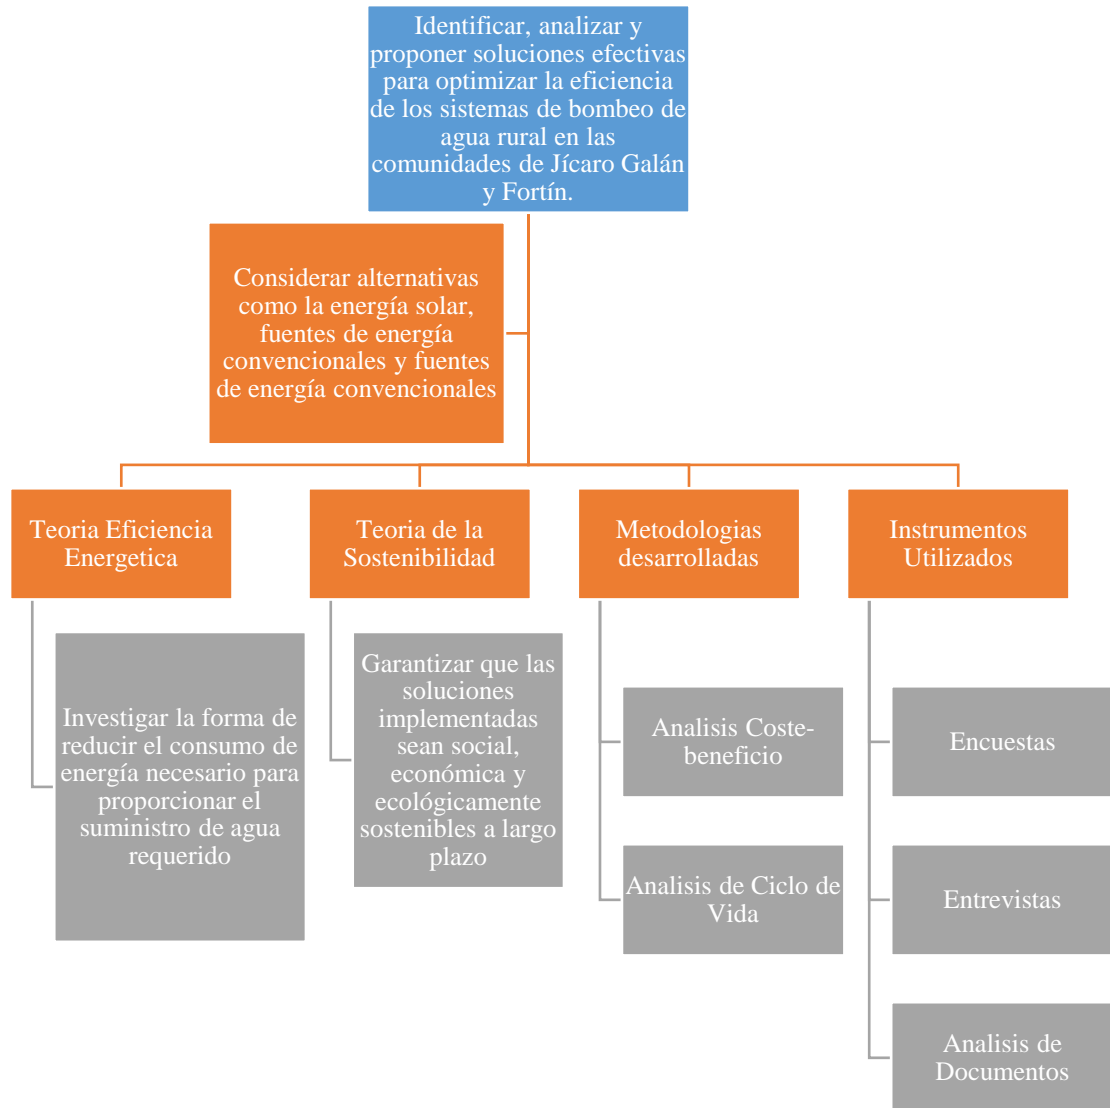 Identificar, analizar y
proponer soluciones efectivas
para optimizar la eficiencia
de los sistemas de bombeo de
agua rural en las
comunidades de Jícaro Galán
y Fortín.
Considerar alternativas
como la energía solar,
fuentes de energía
convencionales y fuentes
de energía convencionales
Teoria Eficiencia
Energetica
Investigar la forma de
reducir el consumo de
energía necesario para
proporcionar el
suministro de agua
requerido
Teoria de la
Sostenibilidad
Garantizar que las
soluciones
implementadas
sean social,
económica y
ecológicamente
sostenibles a largo
plazo
Metodologias
desarrolladas
Analisis Coste-
beneficio
Analisis de Ciclo de
Vida
Instrumentos
Utilizados
Encuestas
Entrevistas
Analisis de
Documentos